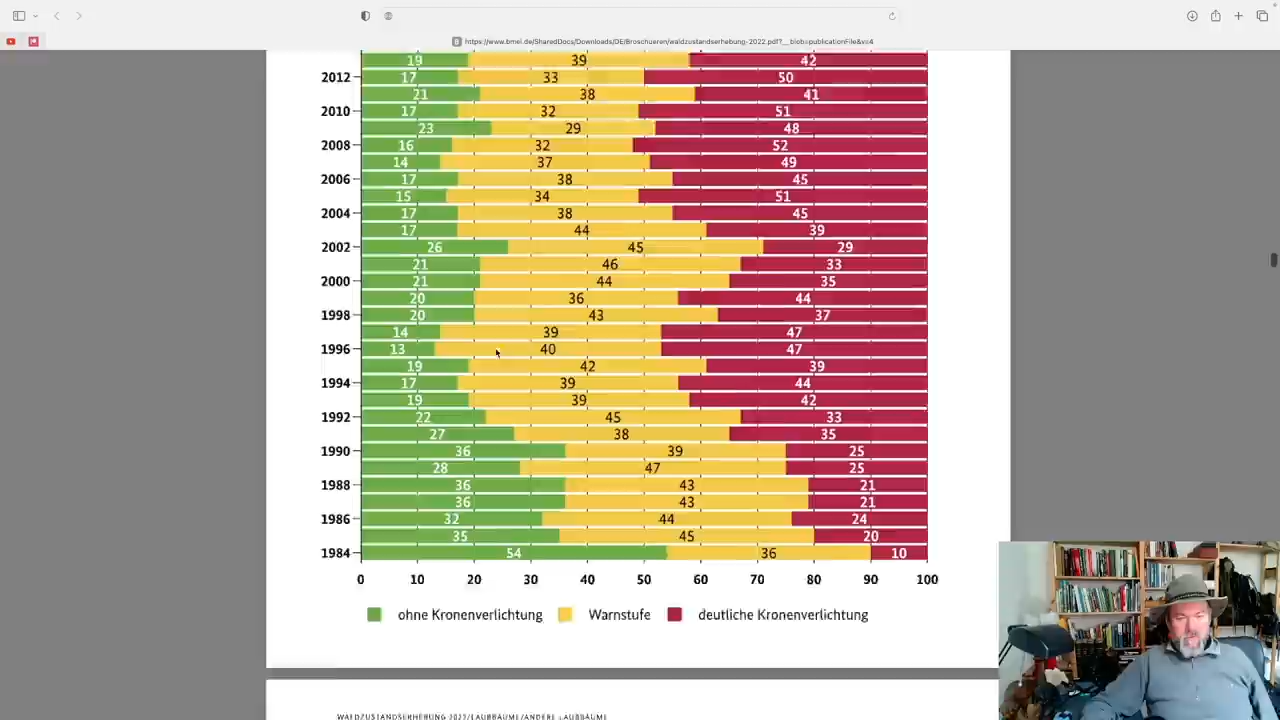 https://www.bmel.de/SharedDocs/Downloads/DE/Broschueren/waldzustandserhebung-2022.pdf?__blob=publicationFile&v=4
19 39 42
2012 17 33 50
21 38 41
2010 17 32 51
23 29 48
2008 16 32 52
14 37 49
2006 17 38 45
15 34 51
2004 17 38 45
17 44 39
2002 26 45 29
21 46 33
2000 21 44 35
20 36 44
1998 20 43 37
14 39 47
1996 13 40 47
19 42 39
1994 17 39 44
19 39 42
1992 22 45 33
27 38 35
1990 36 39 25
28 47 25
1988 36 43 21
36 43 21
1986 32 44 24
35 45 20
1984 54 36 10
0 10 20 30 40 50 60 70 80 90 100
ohne Kronenverlichtung Warnstufe deutliche Kronenverlichtung
WALDZUSTANDSERHEBUNG 2022/LAUBBÄUME/ANDERE LAUBBÄUME